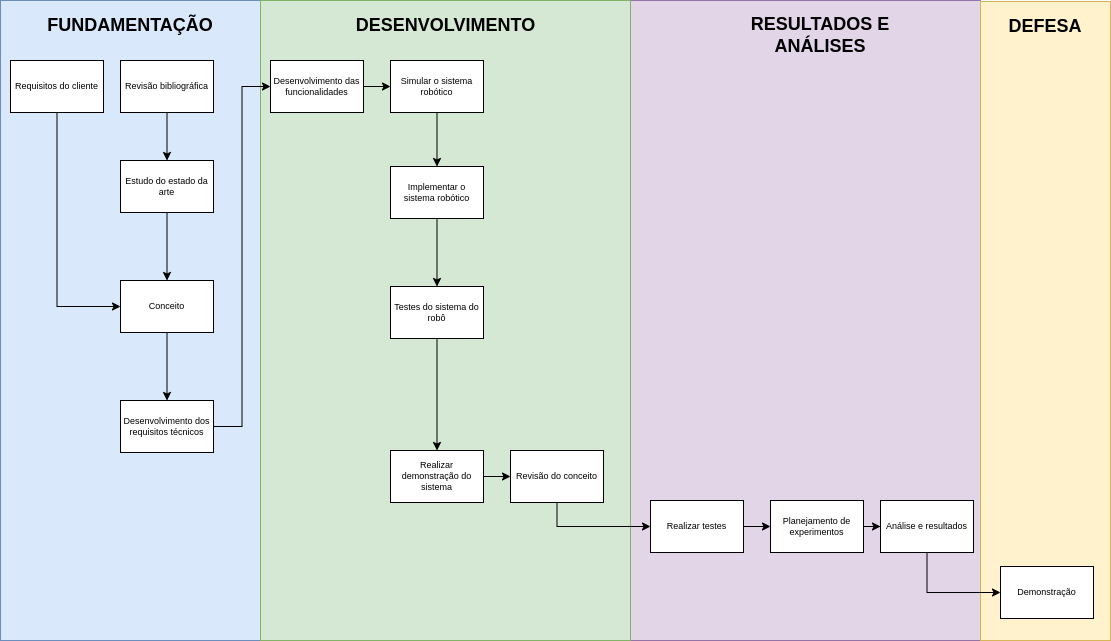 FUNDAMENTAÇÃO
DESENVOLVIMENTO
RESULTADOS E
ANÁLISES
DEFESA
Requisitos do cliente
Revisão bibliográfica
Estudo do estado da
arte
Conceito
Desenvolvimento dos
requisitos técnicos
Desenvolvimento das
funcionalidades
Simular o sistema
robótico
Implementar o
sistema robótico
Testes do sistema do
robô
Realizar
demonstração do
sistema
Revisão do conceito
Realizar testes
Planejamento de
experimentos
Análise e resultados
Demonstração